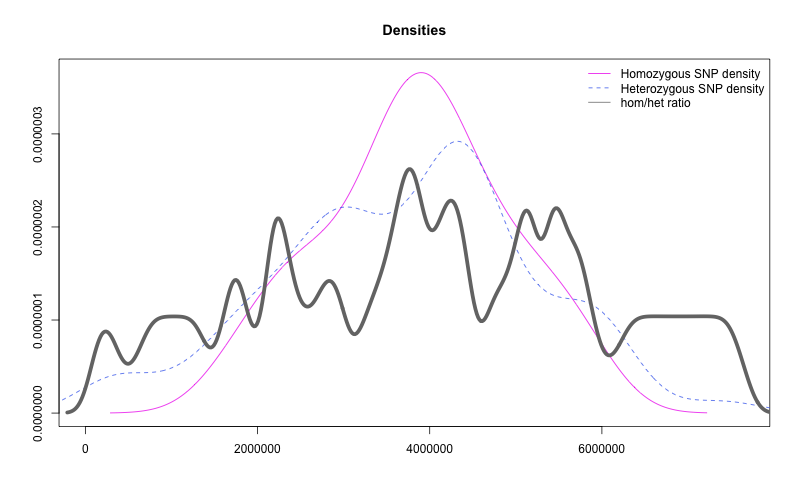 Densities
Homozygous SNP density
Heterozygous SNP density
hom/het ratio
0.0000003
0.0000002
0.0000001
0.0000000
0 2000000 4000000 6000000